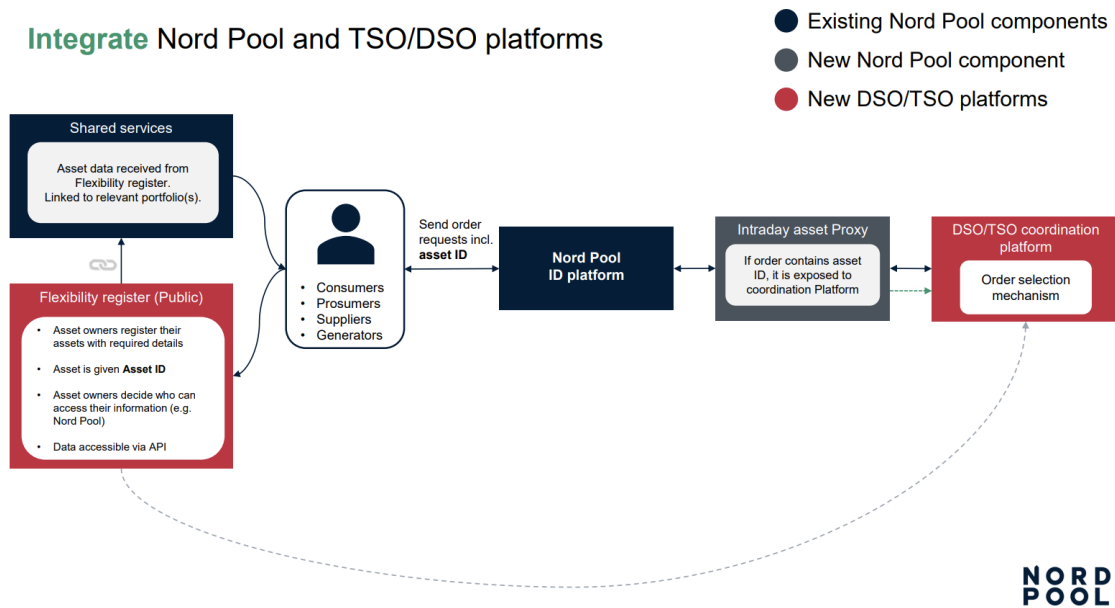 Integrate Nord Pool and TSO/DSO platforms
Existing Nord Pool components
New Nord Pool component
New DSO/TSO platforms
Shared services
Asset data received from
Flexibility register.
Linked to relevant portfolio(s).
Flexibility register (Public)
• Asset owners register their
assets with required details
• Asset is given Asset ID
• Asset owners decide who can
access their information (e.g.
Nord Pool)
• Data accessible via API
• Consumers
• Prosumers
• Suppliers
• Generators
Send order
requests incl.
asset ID
Nord Pool
ID platform
Intraday asset Proxy
If order contains asset
ID, it is exposed to
coordination Platform
DSO/TSO coordination
platform
Order selection
mechanism
NORD
POOL